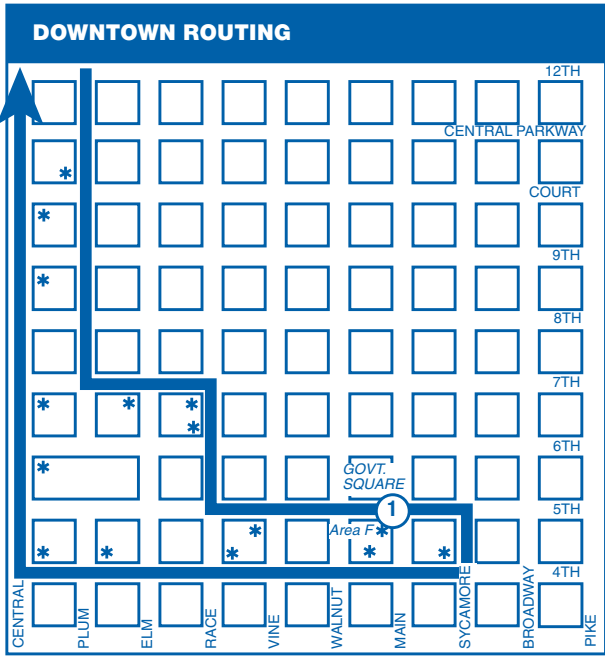 DOWNTOWN ROUTING
12TH
CENTRAL PARKWAY
COURT
9TH
8TH
7TH
6TH
GOVT.
SQUARE
1
5TH
Area F
4TH
CENTRAL
PLUM
ELM
RACE
VINE
WALNUT
MAIN
SYCAMORE
BROADWAY
PIKE